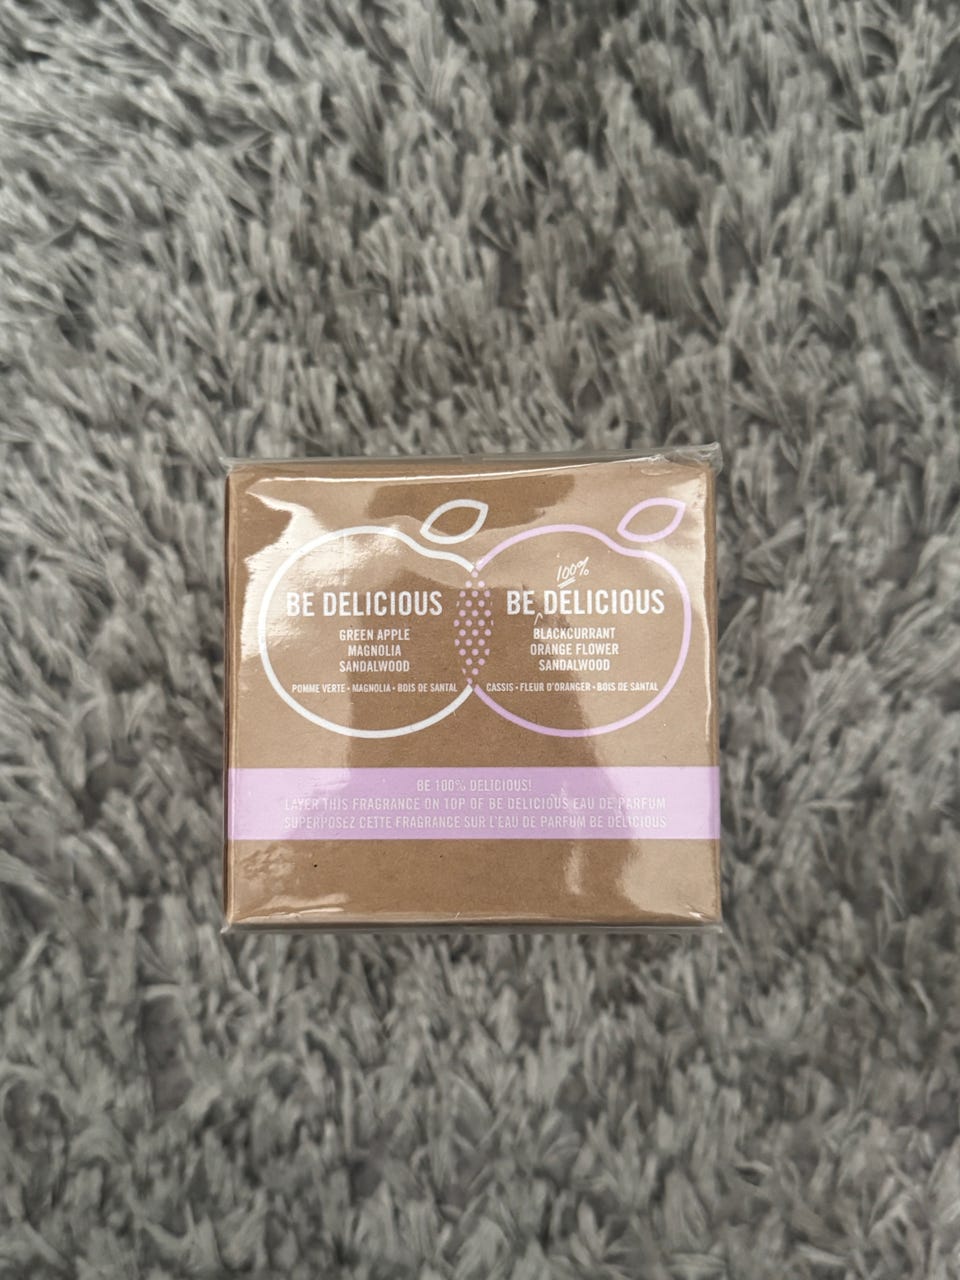 BE DELICIOUS
GREEN APPLE
MAGNOLIA
SANDALWOOD
POMME VERTE • MAGNOLIA • BOIS DE SANTAL
100%
BE DELICIOUS
BLACKCURRANT
ORANGE FLOWER
SANDALWOOD
CASSIS • FLEUR D'ORANGER • BOIS DE SANTAL
BE 100% DELICIOUS!
LAYER THIS FRAGRANCE ON TOP OF BE DELICIOUS EAU DE PARFUM
SUPERPOSEZ CETTE FRAGRANCE SUR L'EAU DE PARFUM BE DELICIOUS